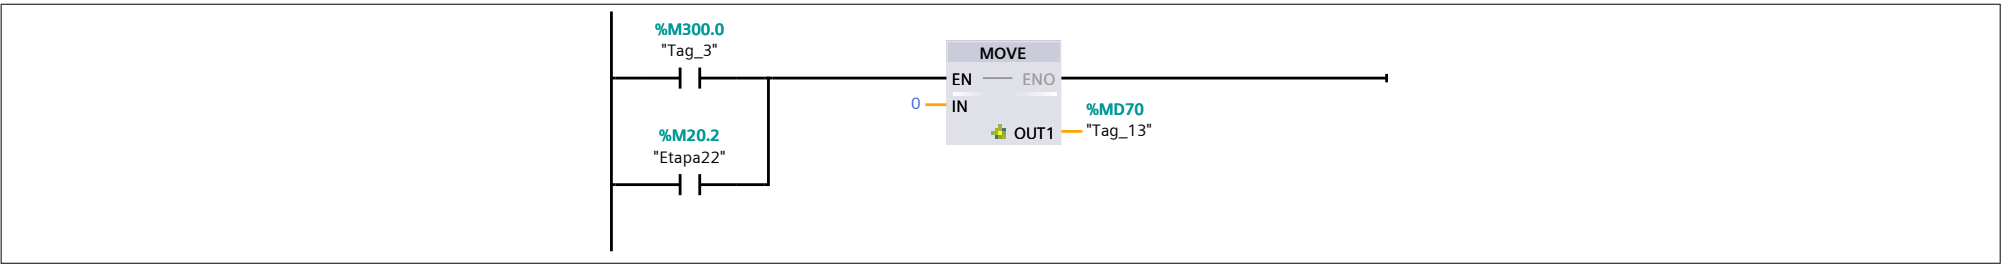 %M300.0
"Tag_3"
MOVE
EN
ENO
0
IN
%MD70
OUT1
"Tag_13"
%M20.2
"Etapa22"